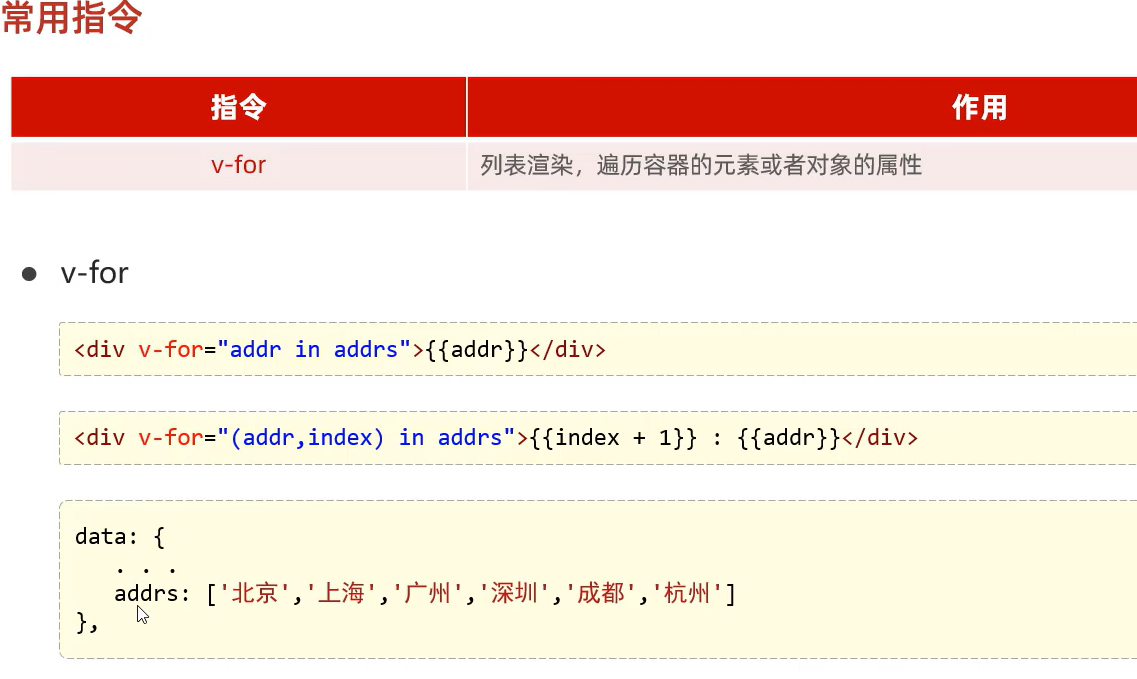 常用指令
指令 作用
v-for 列表渲染，遍历容器的元素或者对象的属性
● v-for
<div v-for="addr in addrs">{{addr}}</div>
<div v-for="(addr,index) in addrs">{{index + 1}} : {{addr}}</div>
data: {
. . .
addrs: ['北京','上海','广州','深圳','成都','杭州']
},